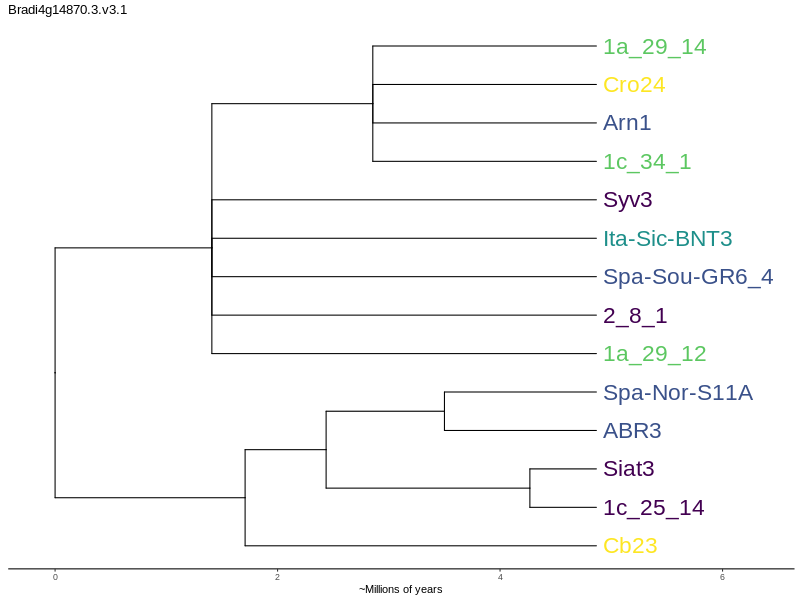 Bradi4g14870.3.v3.1
1a_29_14
Cro24
Arn1
1c_34_1
Syv3
Ita-Sic-BNT3
Spa-Sou-GR6_4
2_8_1
1a_29_12
Spa-Nor-S11A
ABR3
Siat3
1c_25_14
Cb23
0 2 4 6
~Millions of years